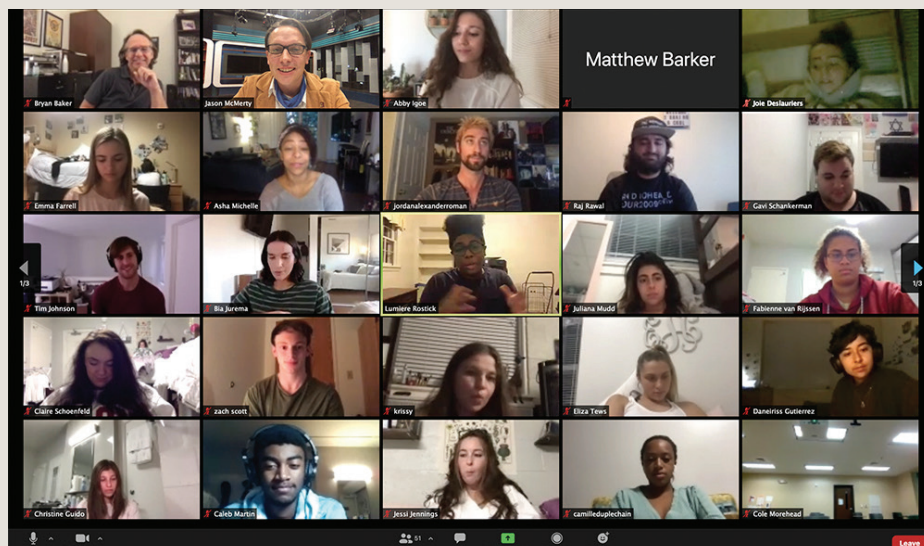 Matthew Barker
Bryan Baker
Jason McMerty
Abby Igoe
Joie Deslauriers
Emma Farrell
Asha Michelle
jordanalexanderroman
Raj Rawal
Gavi Schankerman
1/3
1/3
Tim Johnson
Bia Jurema
Lumiere Rostick
Juliana Mudd
Fabienne van Rijssen
Claire Schoenfeld
zach scott
krissy
Eliza Tews
Daneiriss Gutierrez
Christine Guido
Caleb Martin
Jessi Jennings
camilleduplechain
Cole Morehead
51
Leave